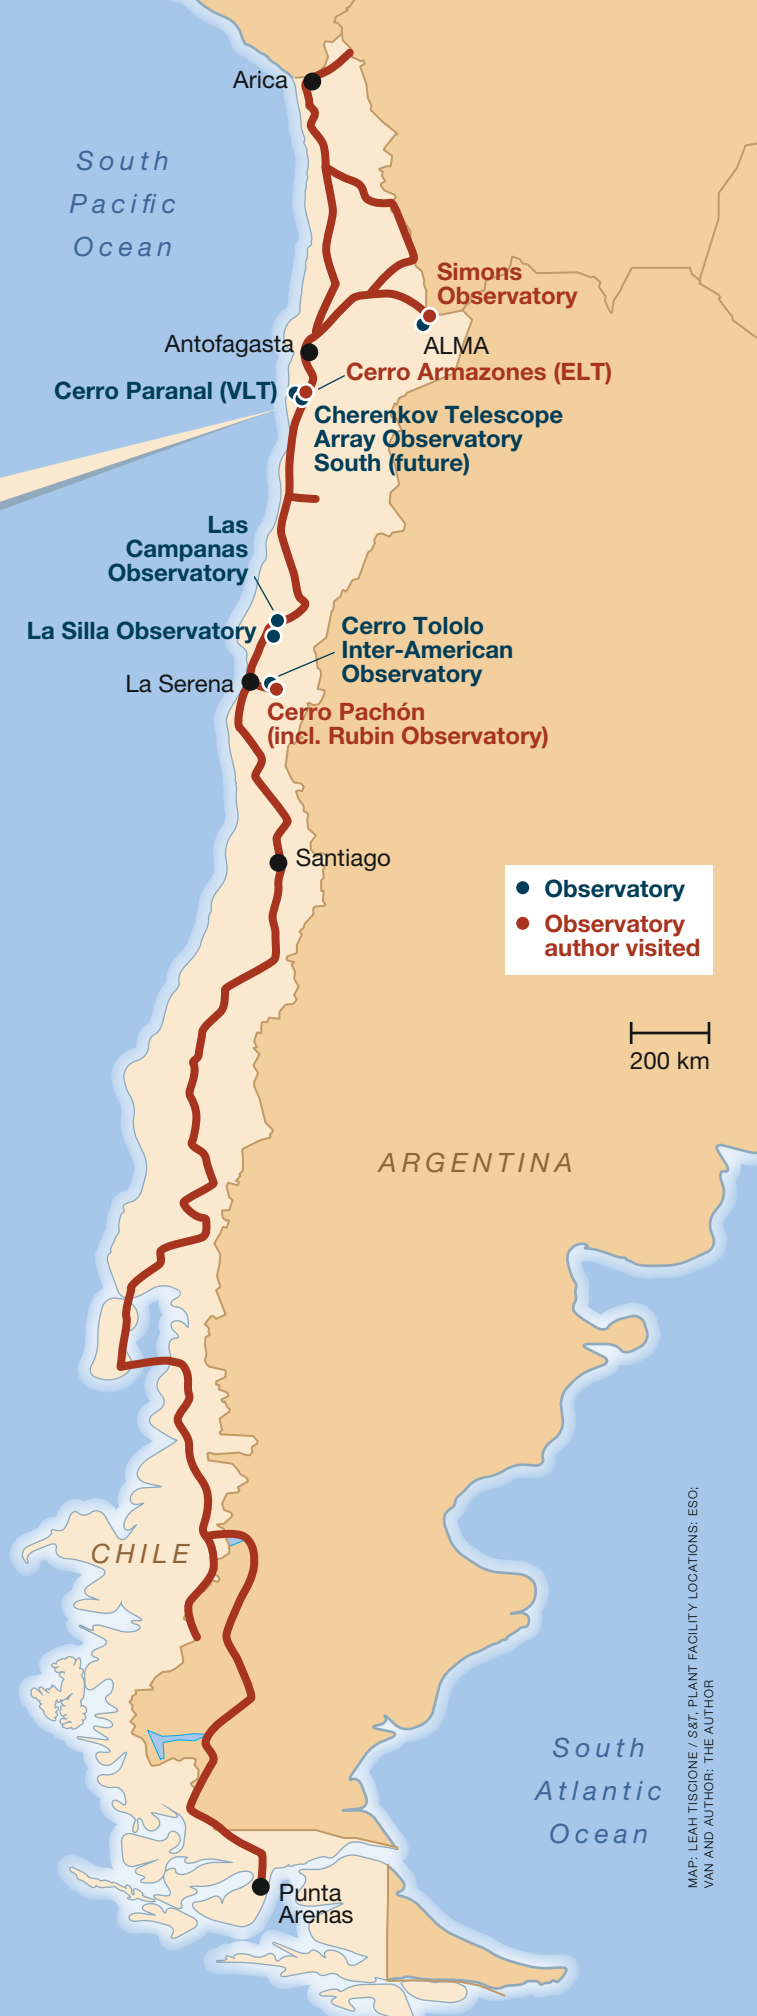 Arica
South
Pacific
Ocean
Simons
Observatory
Antofagasta
ALMA
Cerro Armazones (ELT)
Cerro Paranal (VLT)
Cherenkov Telescope
Array Observatory
South (future)
Las
Campanas
Observatory
La Silla Observatory
Cerro Tololo
Inter-American
Observatory
La Serena
Cerro Pachón
(incl. Rubin Observatory)
Santiago
Observatory
Observatory
author visited
200 km
ARGENTINA
CHILE
South
Atlantic
Ocean
Punta
Arenas
MAP: LEAH TISCIONE / S&T, PLANT FACILITY LOCATIONS: ESO;
VAN AND AUTHOR: THE AUTHOR